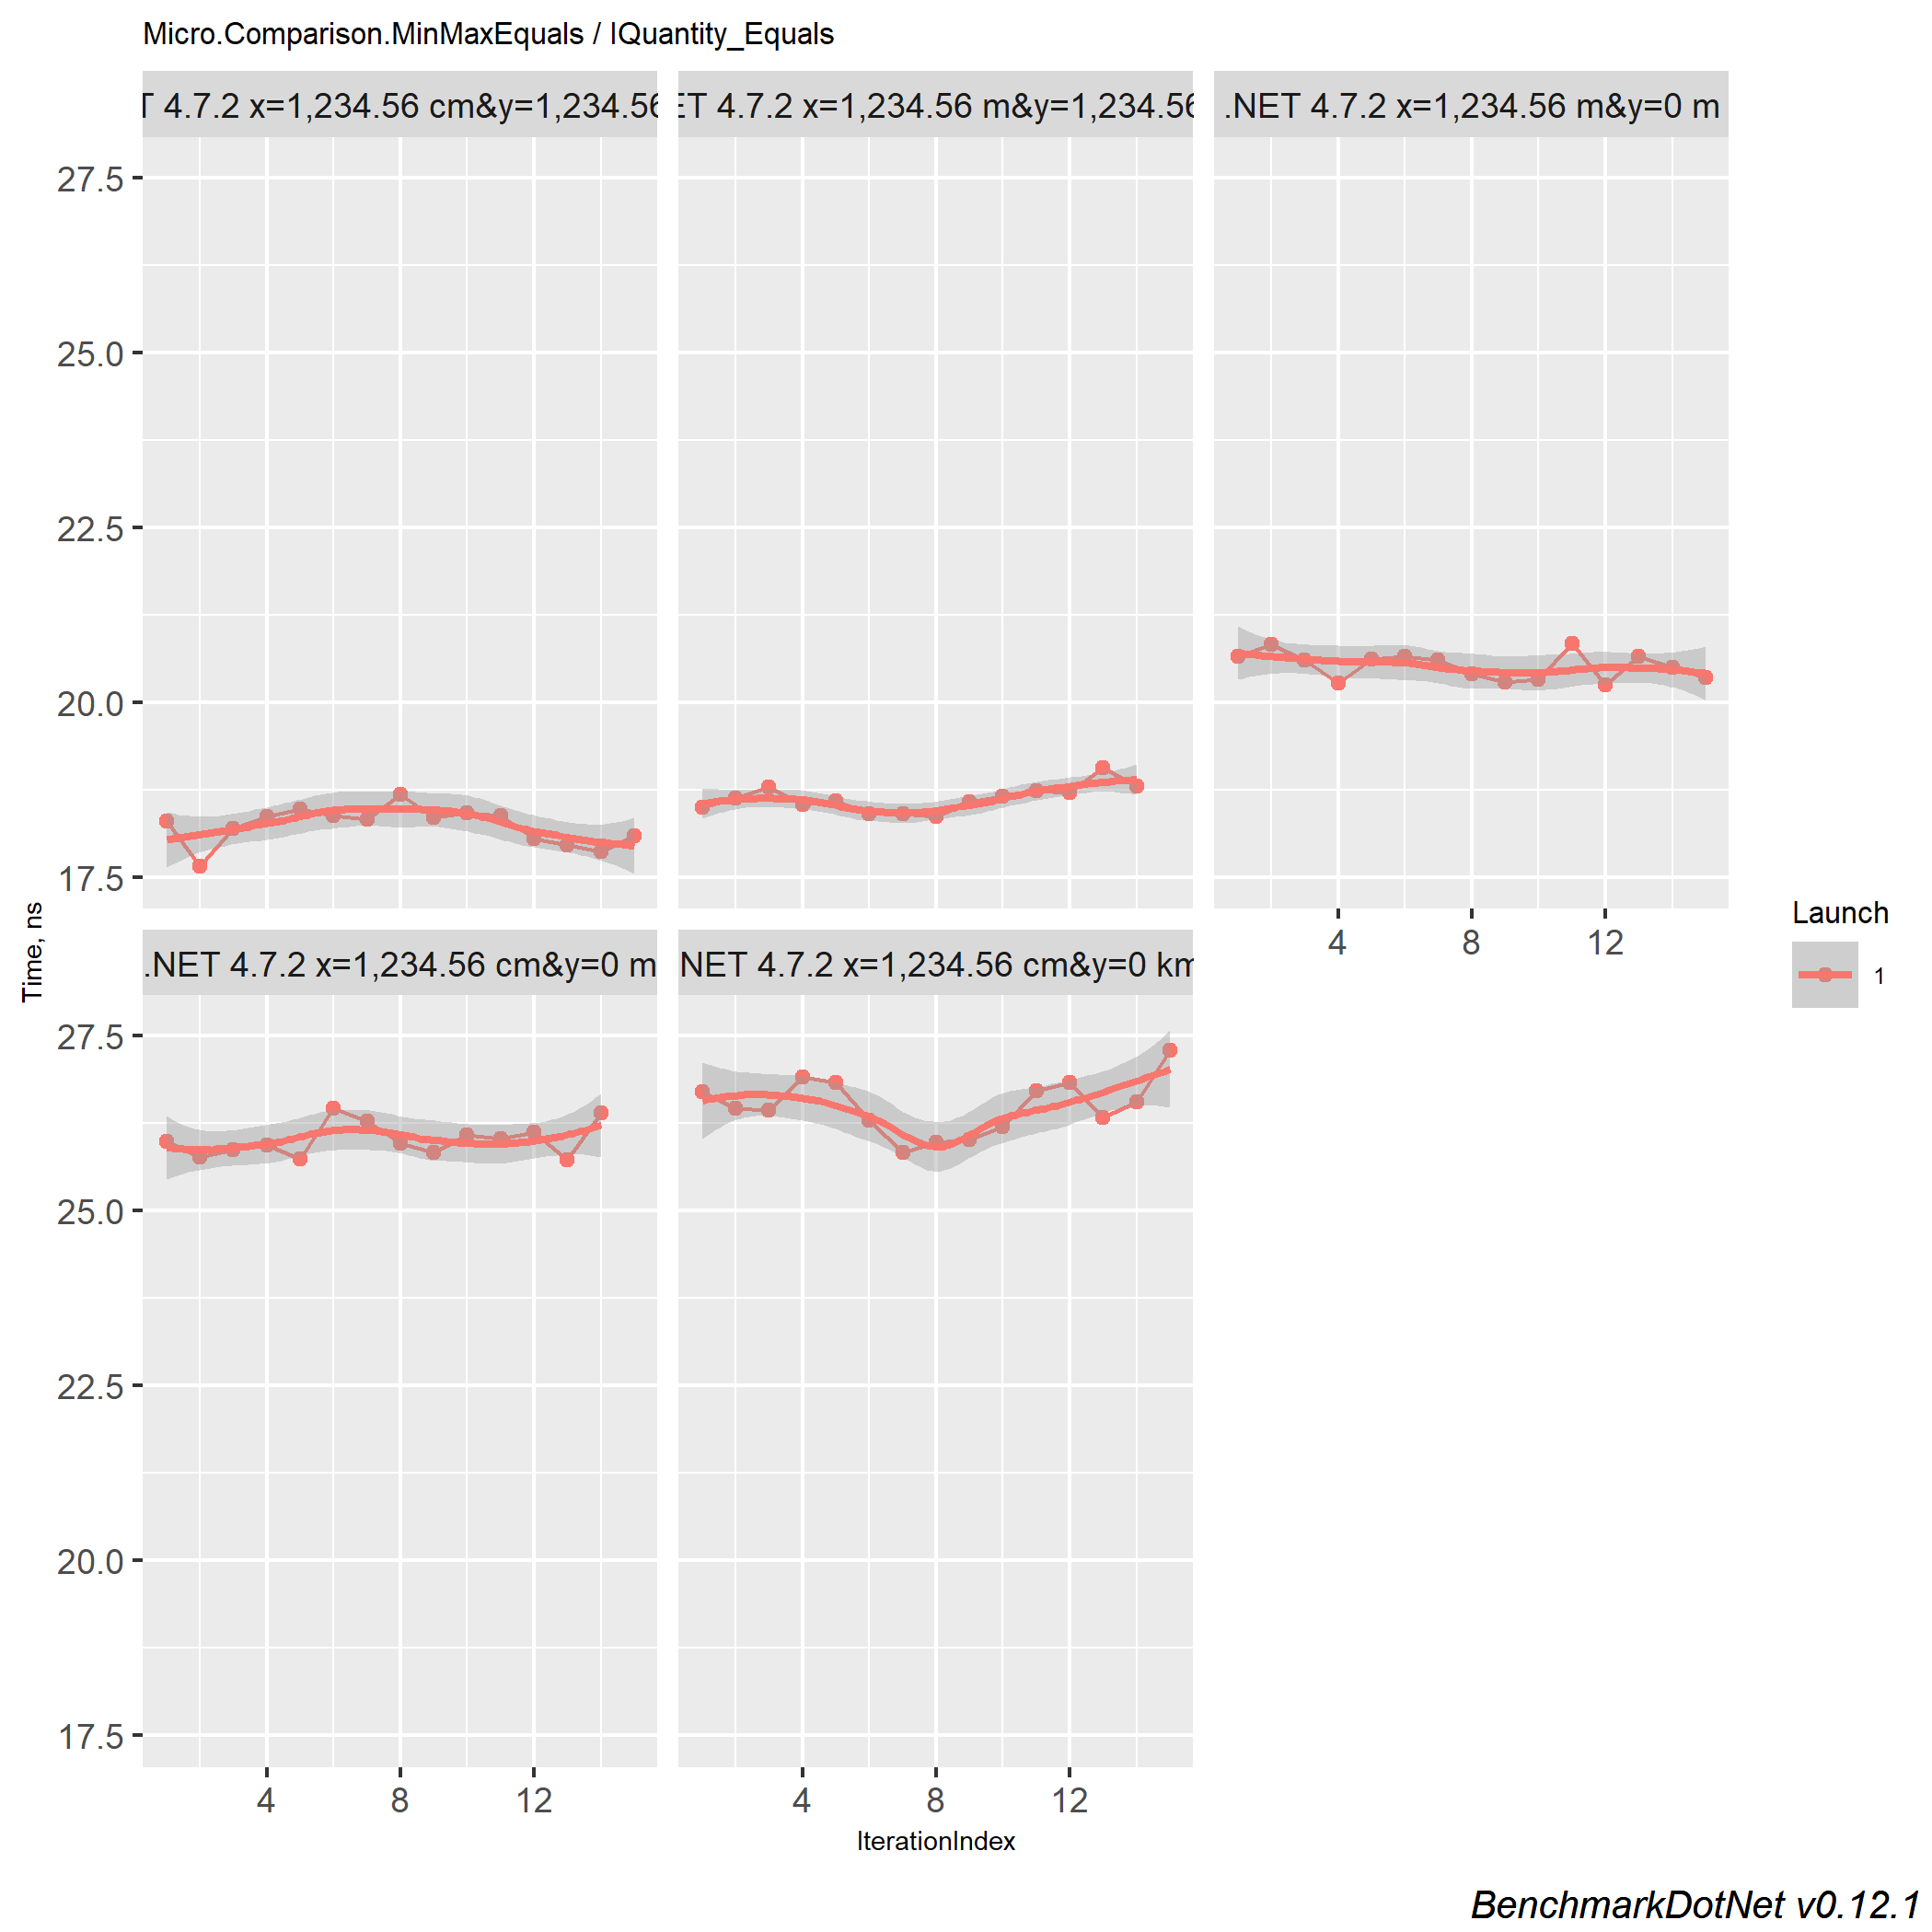 Micro.Comparison.MinMaxEquals / IQuantity_Equals
T 4.7.2 x=1,234.56 cm&y=1,234.56
ET 4.7.2 x=1,234.56 m&y=1,234.56
.NET 4.7.2 x=1,234.56 m&y=0 m
27.5
25.0
22.5
20.0
17.5
4
8
12
Time, ns
.NET 4.7.2 x=1,234.56 cm&y=0 m
NET 4.7.2 x=1,234.56 cm&y=0 km
27.5
25.0
22.5
20.0
17.5
4
8
12
4
8
12
IterationIndex
Launch
1
BenchmarkDotNet v0.12.1